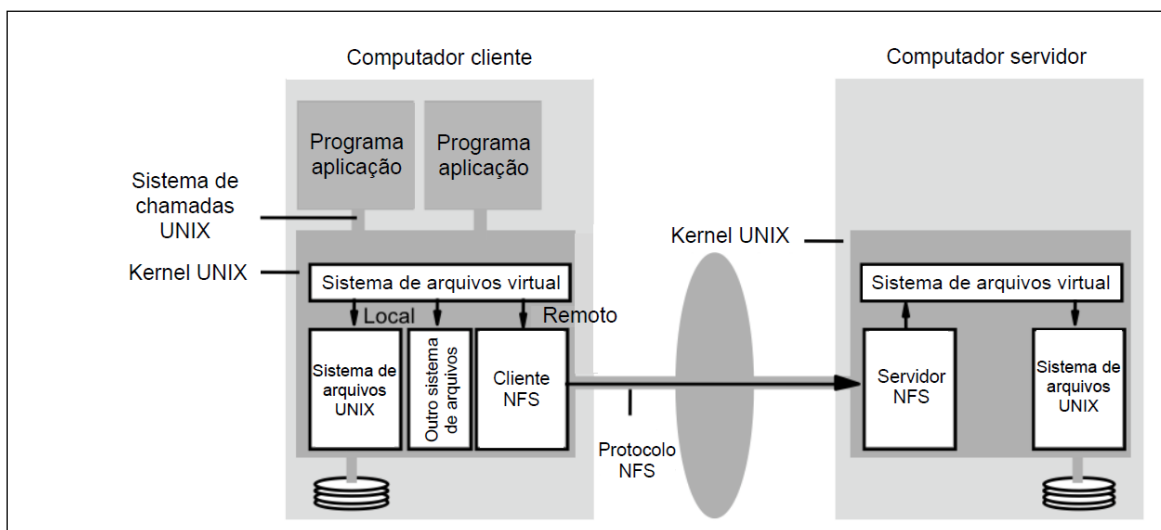 Computador cliente
Computador servidor
Programa
aplicação
Programa
aplicação
Sistema de
chamadas
UNIX
Kernel UNIX
Kernel UNIX
Sistema de arquivos virtual
Sistema de arquivos virtual
Local
Remoto
Sistema de
arquivos
UNIX
Outro sistema
de arquivos
Cliente
NFS
Protocolo
NFS
Servidor
NFS
Sistema de
arquivos
UNIX